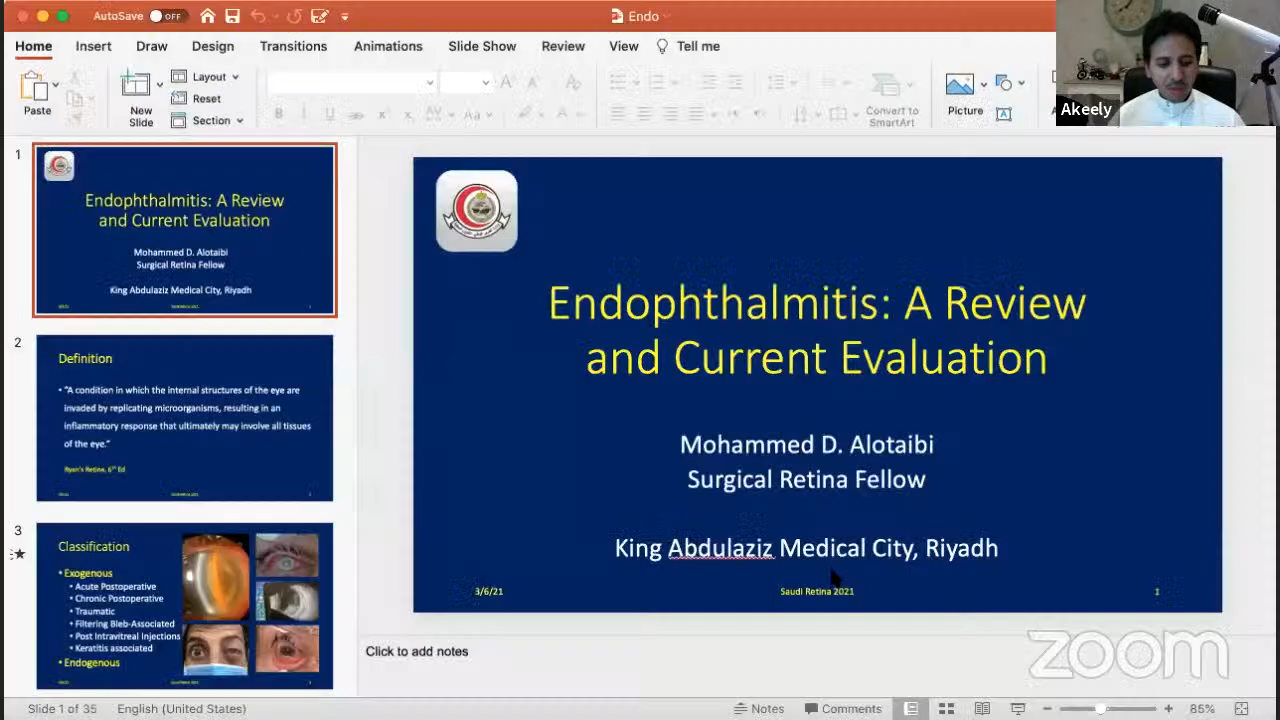 AutoSave OFF
Endo
Home Insert Draw Design Transitions Animations Slide Show Review View Tell me
Paste
New
Slide
Layout
Reset
Section
Aa
Convert to
SmartArt
Picture
Akeely
1
Endophthalmitis: A Review
and Current Evaluation
Mohammed D. Alotaibi
Surgical Retina Fellow
King Abdulaziz Medical City, Riyadh
2
Definition
• "A condition in which the internal structures of the eye are
invaded by replicating microorganisms, resulting in an
inflammatory response that ultimately may involve all tissues
of the eye."
Ryan's Retina, 6th Ed
3
Classification
• Exogenous
• Acute Postoperative
• Chronic Postoperative
• Traumatic
• Filtering Bleb-Associated
• Post Intravitreal Injections
• Keratitis associated
• Endogenous
Endophthalmitis: A Review
and Current Evaluation
Mohammed D. Alotaibi
Surgical Retina Fellow
King Abdulaziz Medical City, Riyadh
3/6/21 Saudi Retina 2021 1
Click to add notes
zoom
Slide 1 of 35 English (United States) Notes Comments 85%